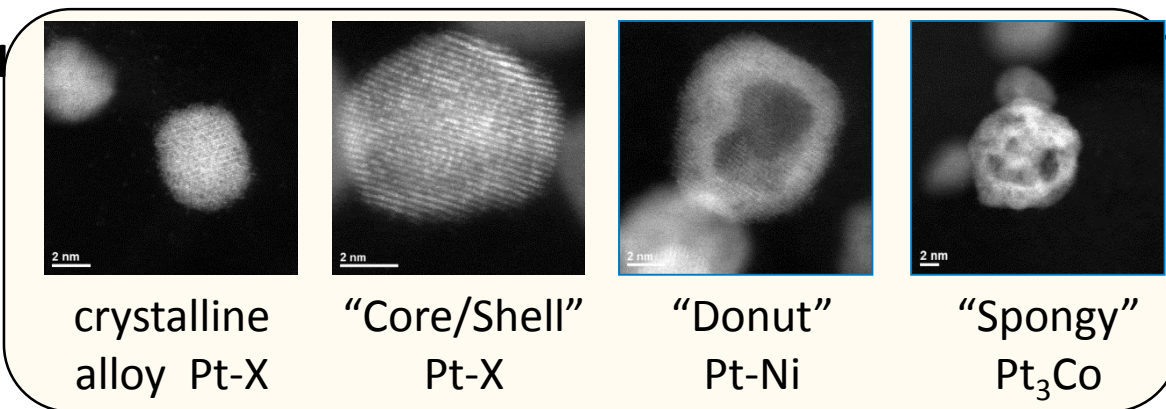 2 nm
2 nm
2 nm
2 nm
crystalline
alloy Pt-X
“Core/Shell”
Pt-X
“Donut”
Pt-Ni
“Spongy”
Pt₃Co